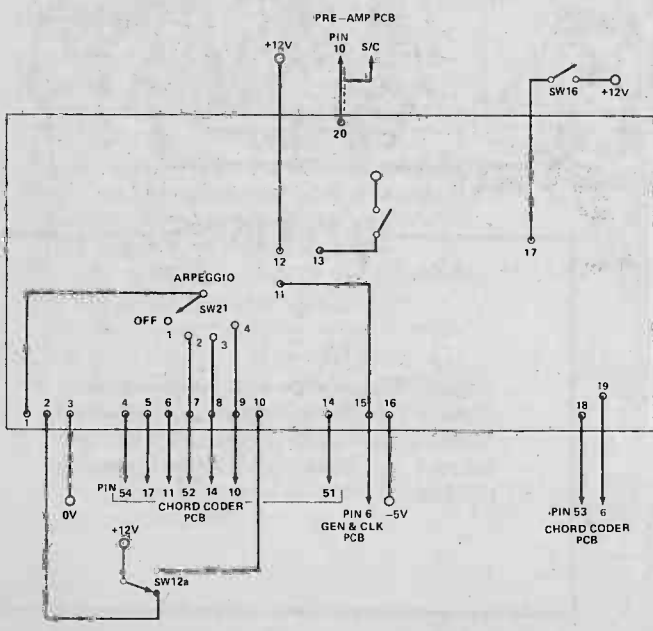 PRE-AMP PCB
+12V
PIN
10
S/C
SW16
+12V
20
12
13
17
11
ARPEGGIO
SW21
OFF
1
2
3
4
19
1
2
3
4
5
6
7
8
9
10
14
15
16
18
PIN 54 17 11 52 14 10
51
CHORD CODER
PCB
0V
PIN 6
GEN & CLK
PCB
-5V
PIN 53 6
CHORD CODER
PCB
+12V
SW12a